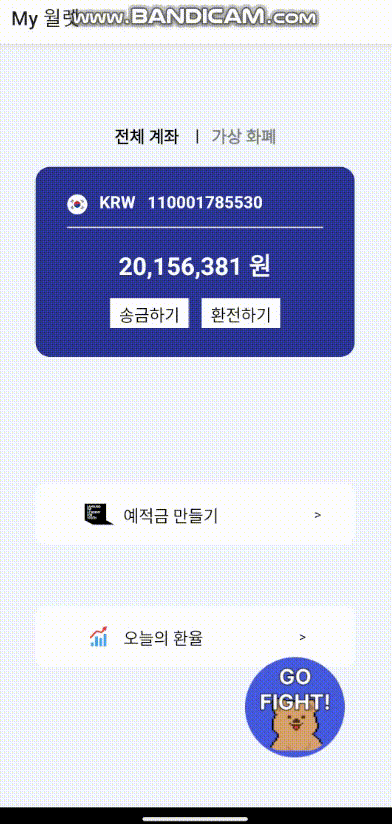 My 월렛
www.BANDICAM.com
전체 계좌 | 가상 화폐
KRW 110001785530
20,156,381 원
송금하기 환전하기
예적금 만들기 >
오늘의 환율 >
GO
FIGHT!